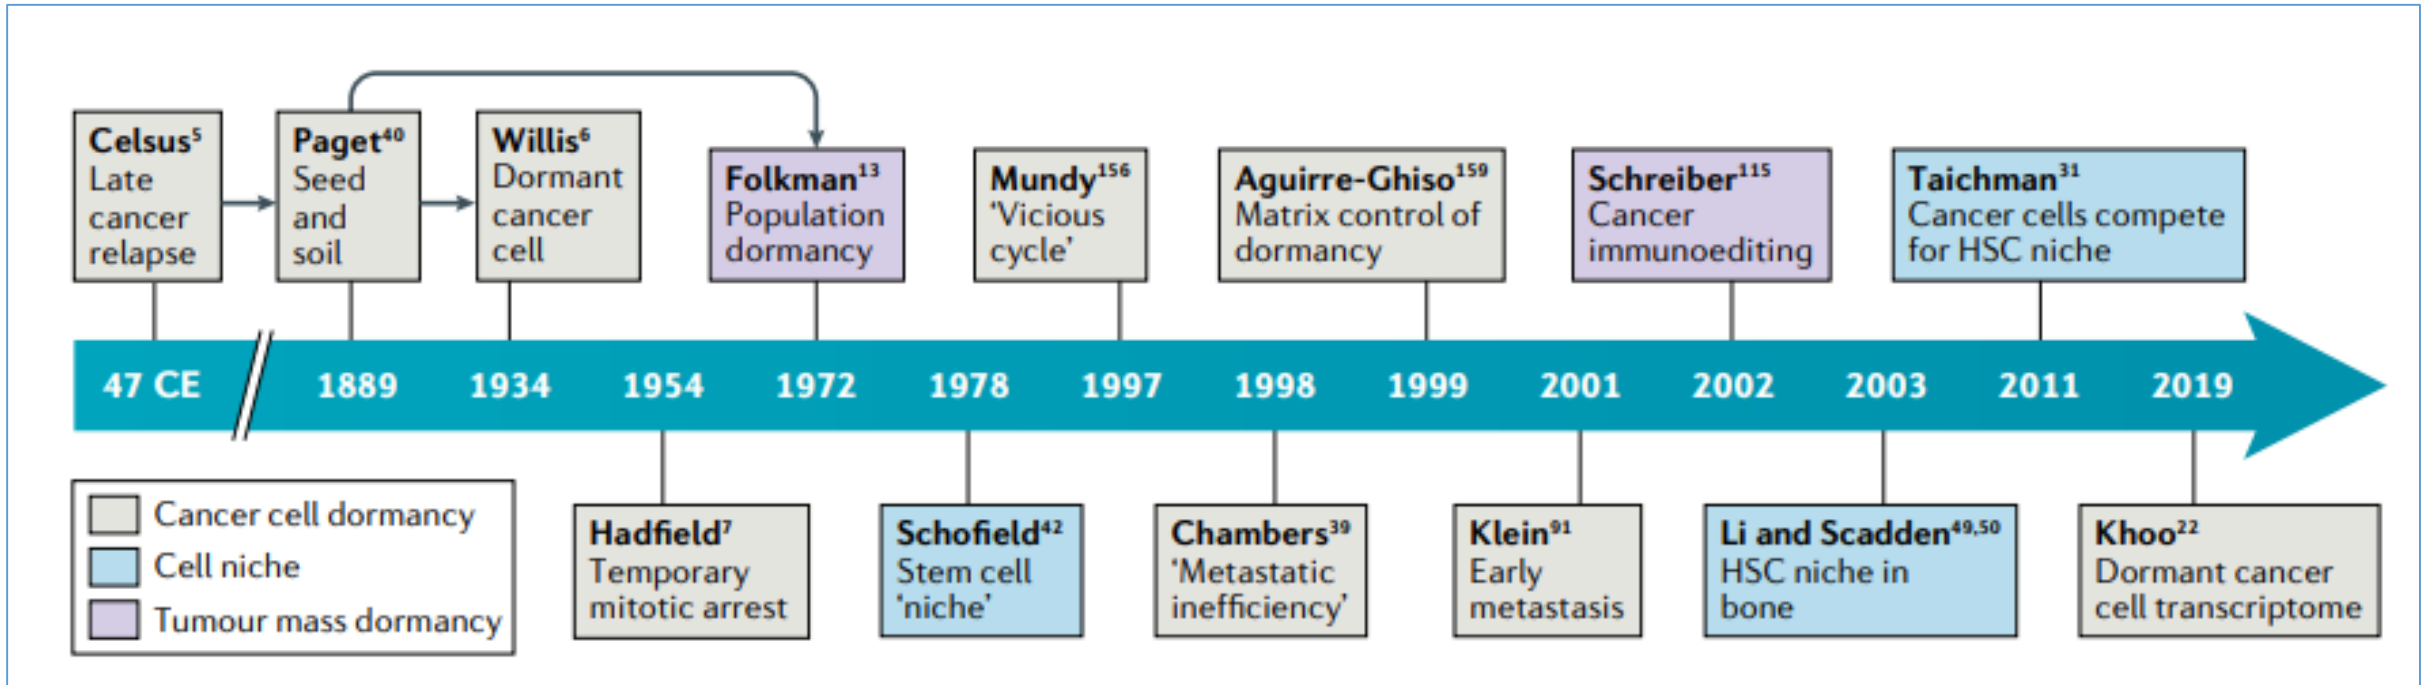 Celsus⁵
Late
cancer
relapse
Paget⁴⁰
Seed
and
soil
Willis⁶
Dormant
cancer
cell
Folkman¹³
Population
dormancy
Mundy¹⁵⁶
‘Vicious
cycle’
Aguirre-Ghiso¹⁵⁹
Matrix control of
dormancy
Schreiber¹¹⁵
Cancer
immunoediting
Taichman³¹
Cancer cells compete
for HSC niche
47 CE 1889 1934 1954 1972 1978 1997 1998 1999 2001 2002 2003 2011 2019
Cancer cell dormancy
Cell niche
Tumour mass dormancy
Hadfield⁷
Temporary
mitotic arrest
Schofield⁴²
Stem cell
‘niche’
Chambers³⁹
‘Metastatic
inefficiency’
Klein⁹¹
Early
metastasis
Li and Scadden⁴⁹,⁵⁰
HSC niche in
bone
Khoo²²
Dormant cancer
cell transcriptome